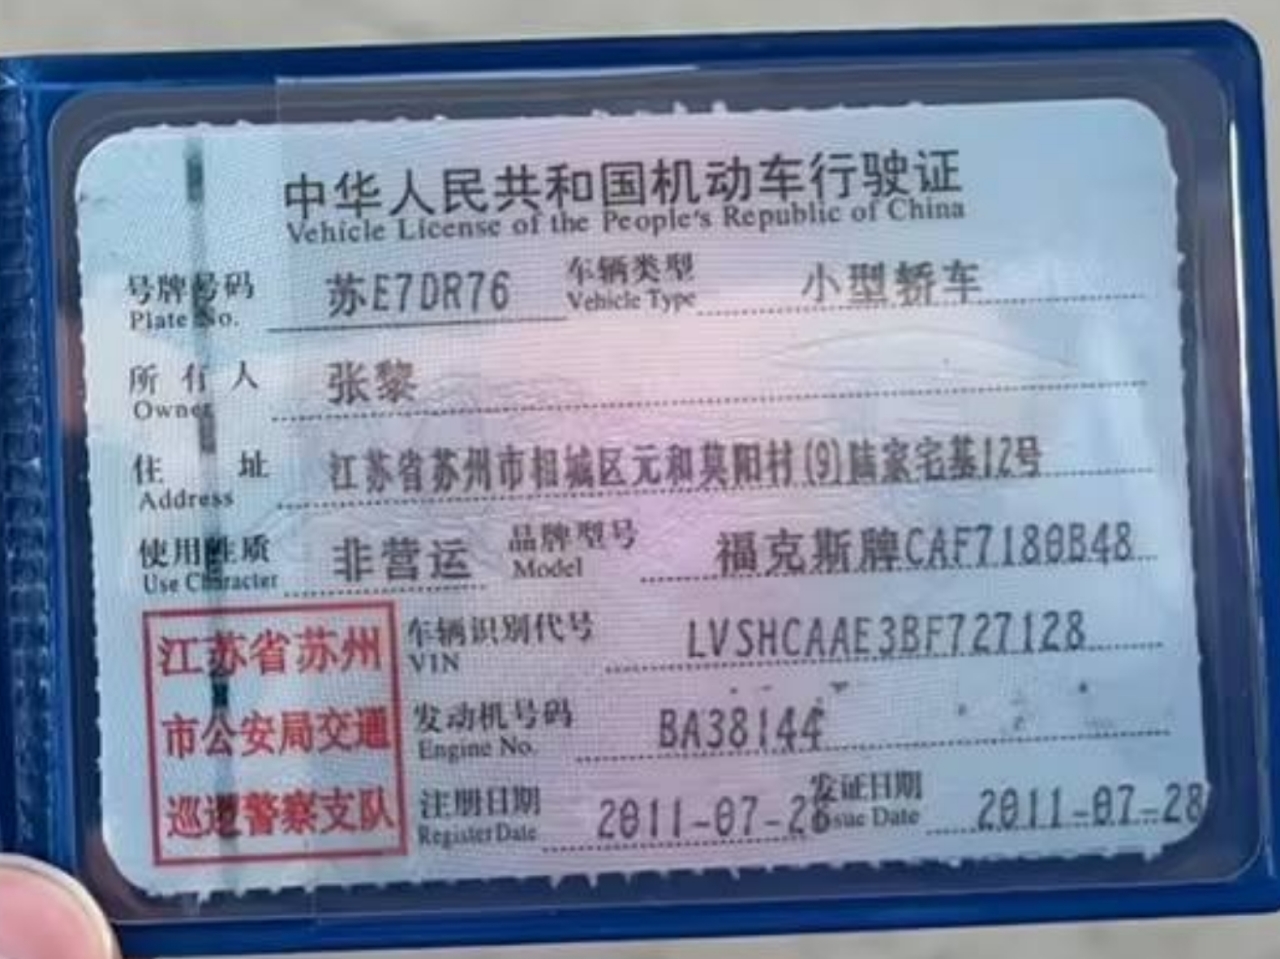 中华人民共和国机动车行驶证
Vehicle License of the People's Republic of China
号牌号码 苏E7DR76 车辆类型 小型轿车
Plate No. Vehicle Type
所有人 张黎
Owner
住址 江苏省苏州市相城区元和莫阳村(9)陆家宅基12号
Address
使用性质 非营运 品牌型号 福克斯牌CAF7180B48
Use Character Model
江苏省苏州 车辆识别代号 LVSHCAAE3BF727128
VIN
市公安局交通 发动机号码 BA38144
Engine No.
巡逻警察支队 注册日期 2011-07-28 发证日期 2011-07-28
Register Date Issue Date